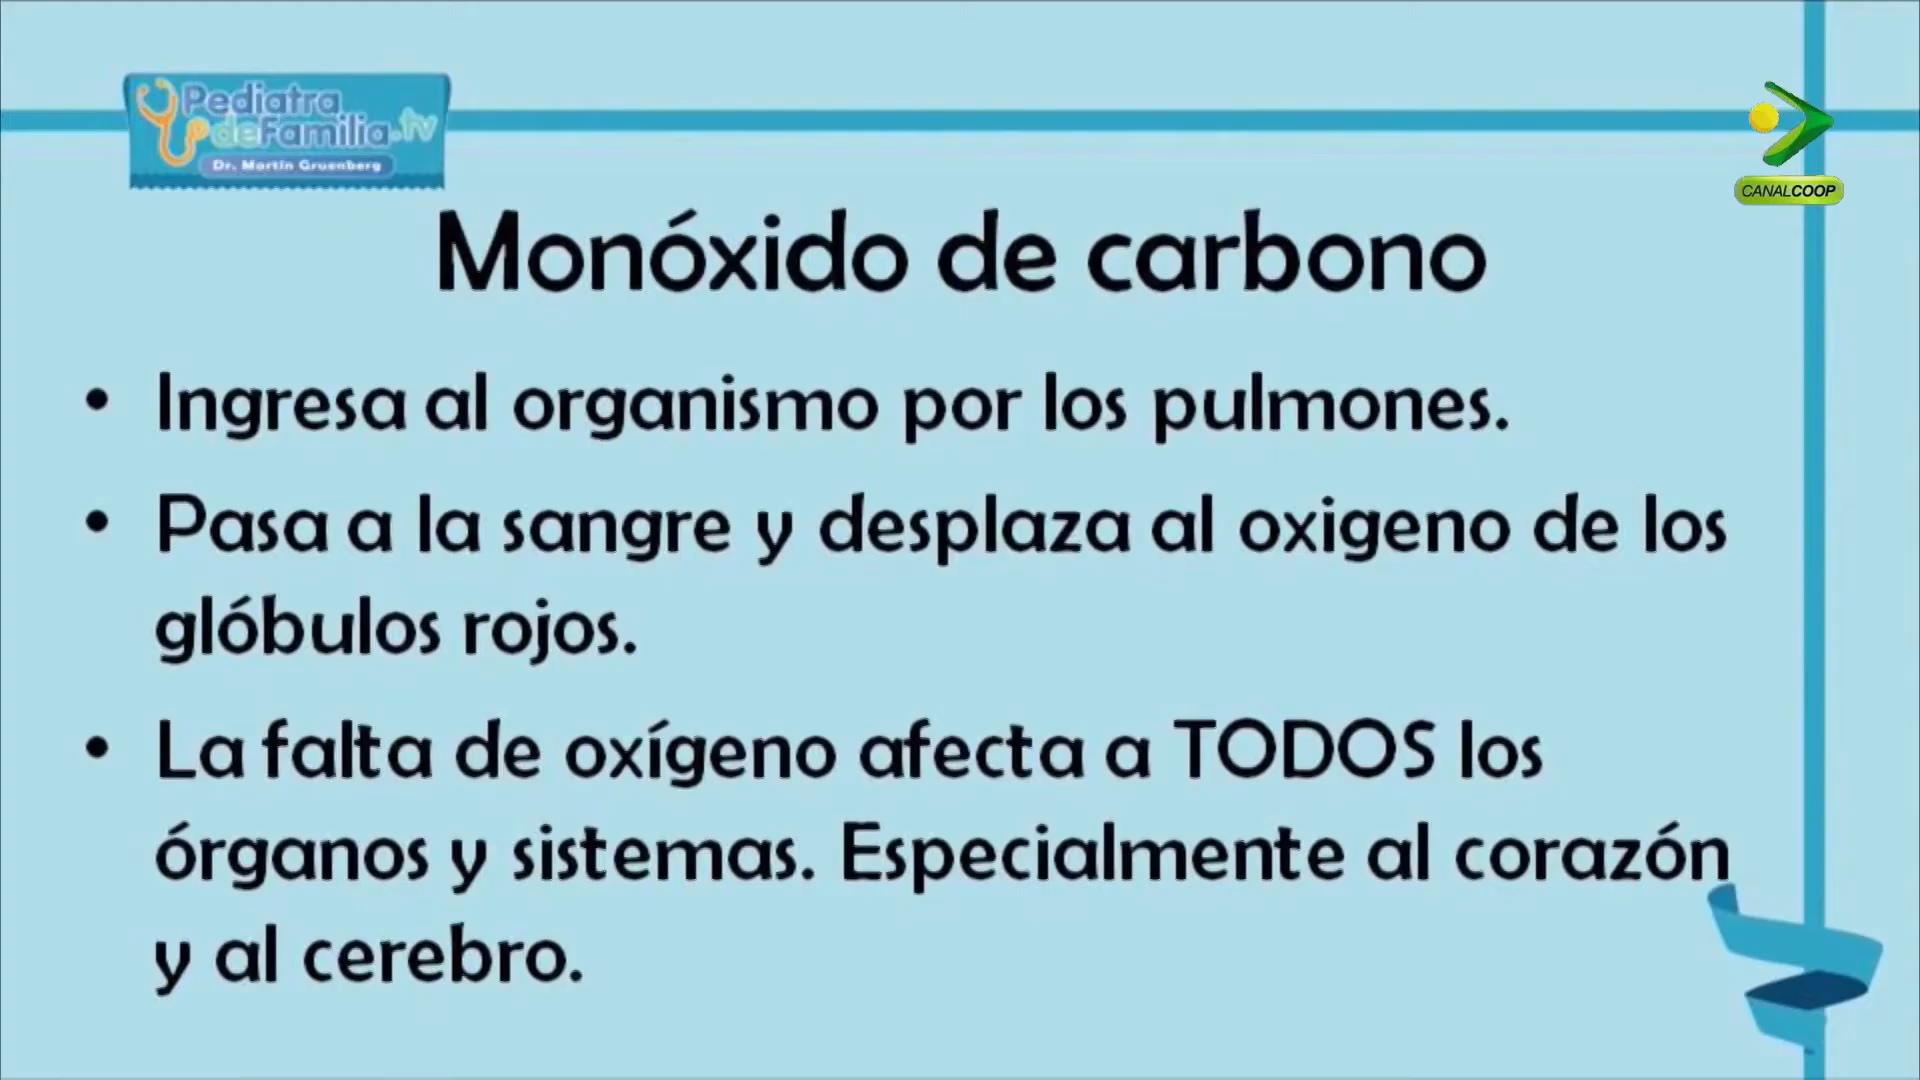 Pediatra
deFamilia.tv
Dr. Martín Gruenberg
CANALCOOP
Monóxido de carbono
• Ingresa al organismo por los pulmones.
• Pasa a la sangre y desplaza al oxigeno de los
glóbulos rojos.
• La falta de oxígeno afecta a TODOS los
órganos y sistemas. Especialmente al corazón
y al cerebro.